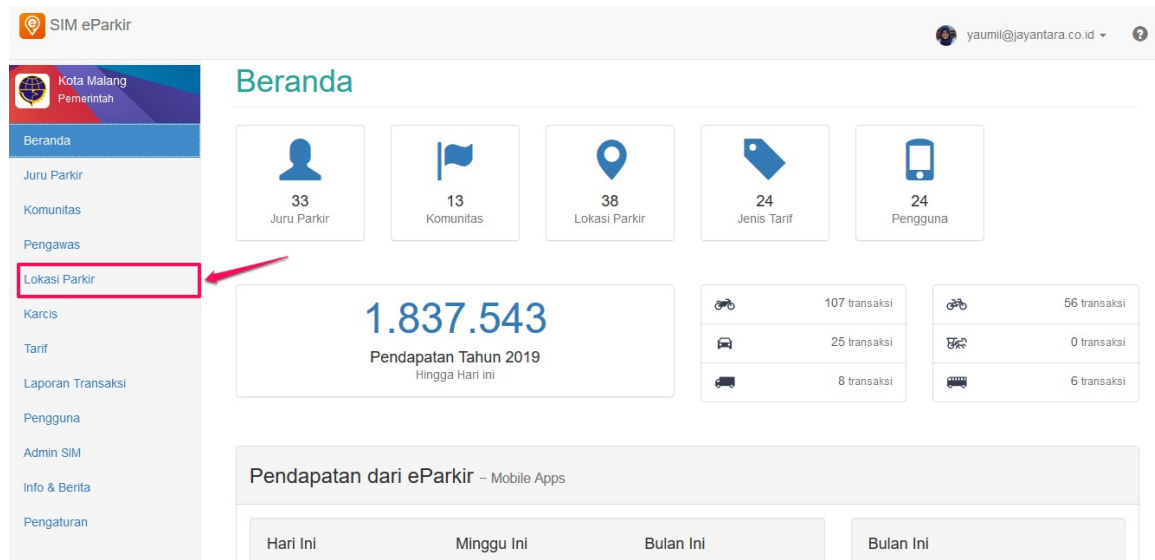 SIM eParkir
yaumil@jayantara.co.id
Kota Malang
Pemerintah
Beranda
Juru Parkir
Komunitas
Pengawas
Lokasi Parkir
Karcis
Tarif
Laporan Transaksi
Pengguna
Admin SIM
Info & Berita
Pengaturan
Beranda
33
Juru Parkir
13
Komunitas
38
Lokasi Parkir
24
Jenis Tarif
24
Pengguna
1.837.543
Pendapatan Tahun 2019
Hingga Hari ini
107 transaksi
25 transaksi
8 transaksi
56 transaksi
0 transaksi
6 transaksi
Pendapatan dari eParkir – Mobile Apps
Hari Ini Minggu Ini Bulan Ini
Bulan Ini